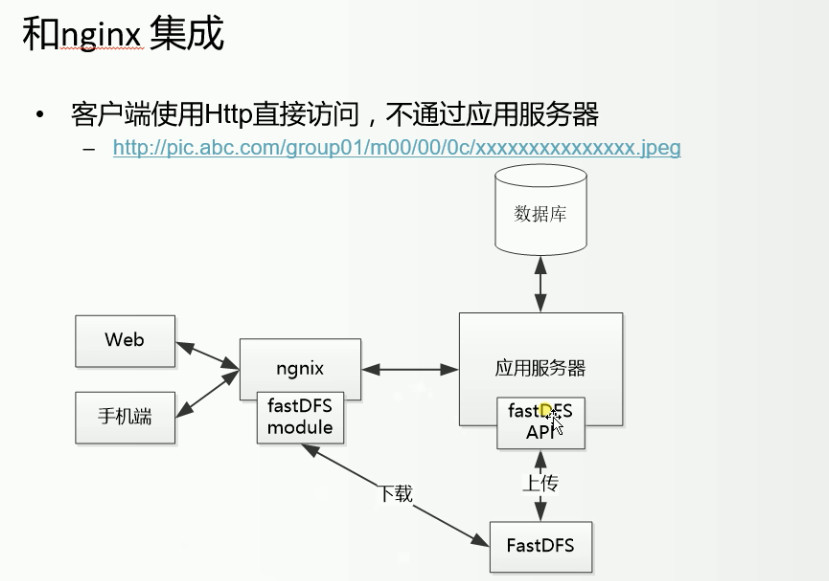 和nginx 集成
• 客户端使用Http直接访问，不通过应用服务器
– http://pic.abc.com/group01/m00/00/0c/xxxxxxxxxxxxxxx.jpeg
数据库
Web
手机端
ngnix
fastDFS
module
应用服务器
fastDFS
API
下载
上传
FastDFS